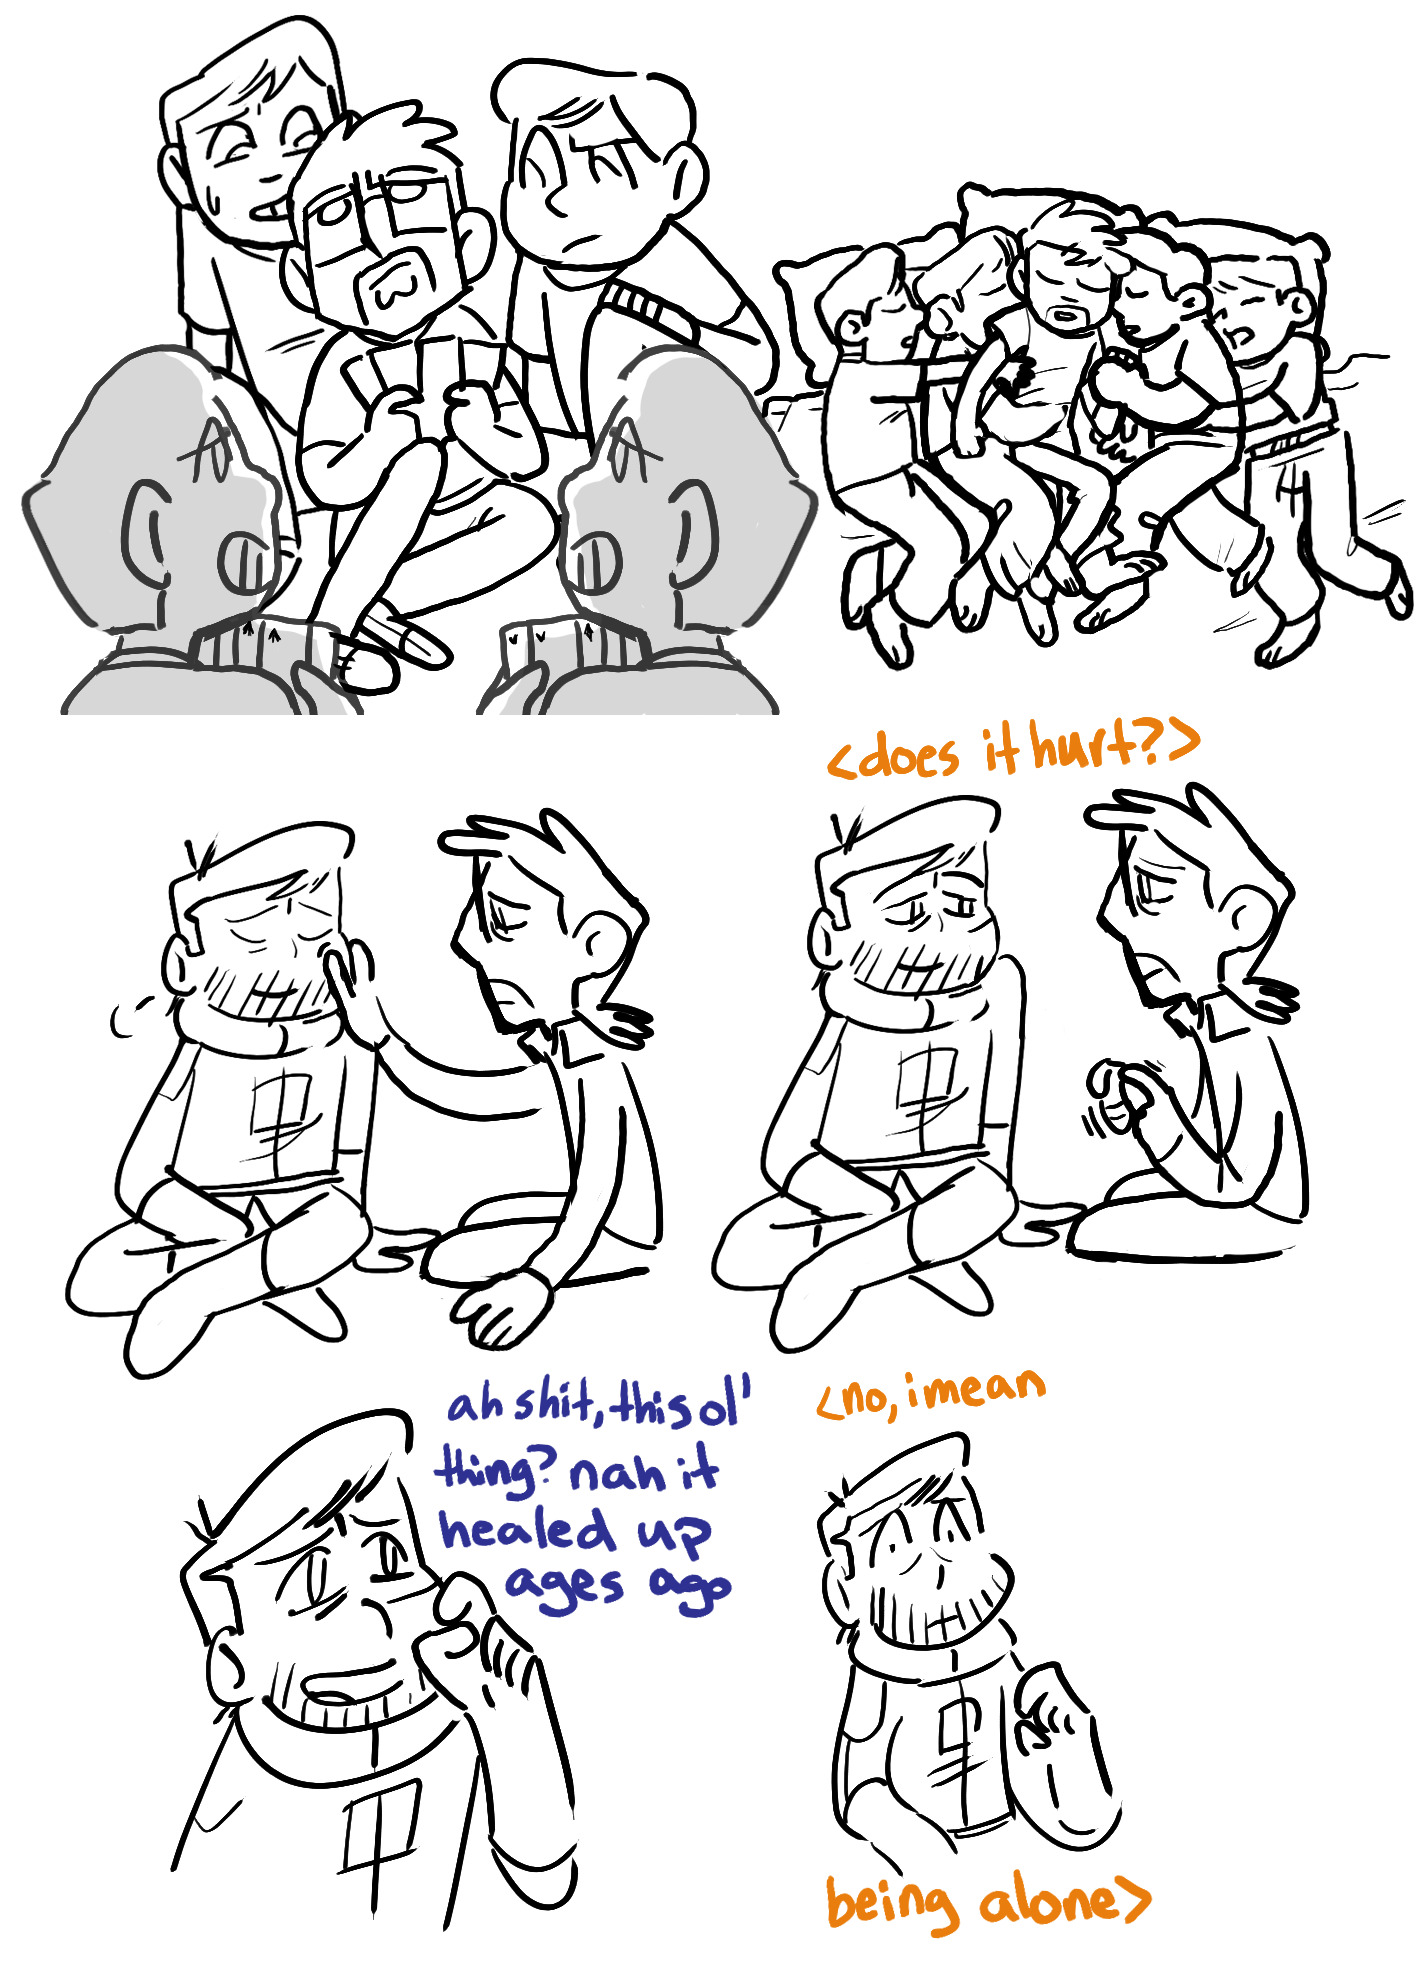 <does it hurt?>
ah shit, this ol'
thing? nah it
healed up
ages ago
<no, i mean
being alone>